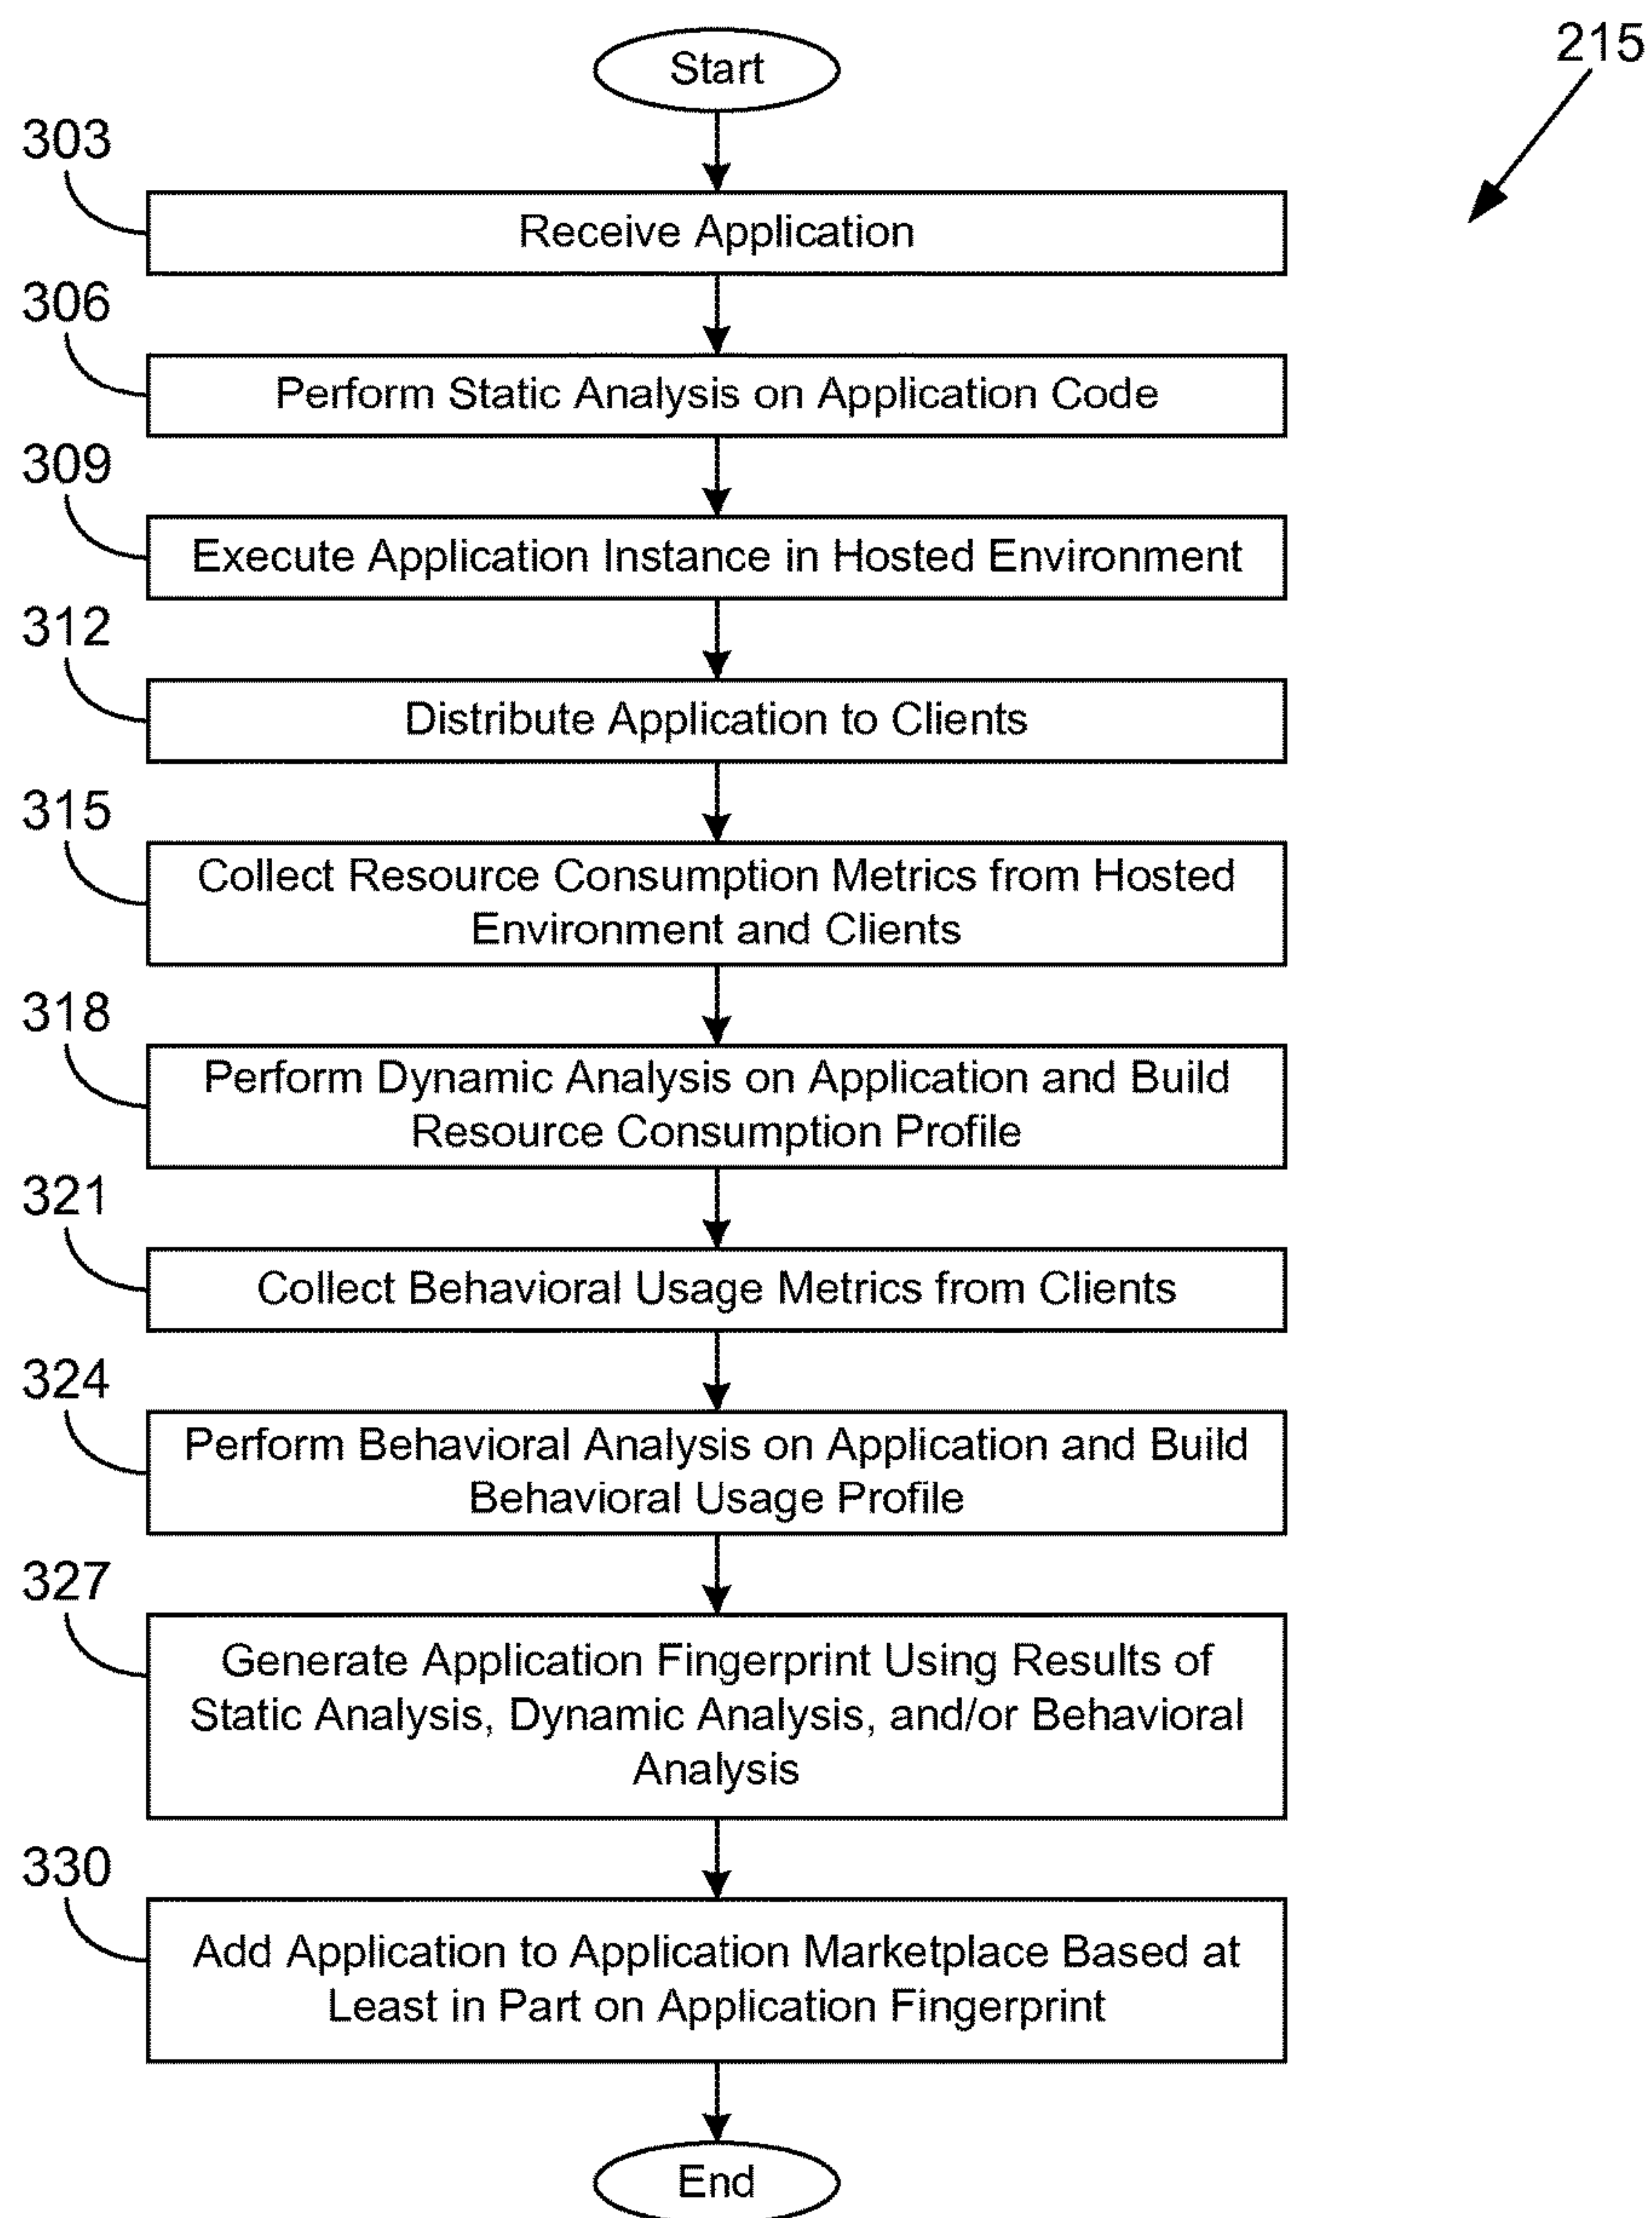 215
Start
303
Receive Application
306
Perform Static Analysis on Application Code
309
Execute Application Instance in Hosted Environment
312
Distribute Application to Clients
315
Collect Resource Consumption Metrics from Hosted
Environment and Clients
318
Perform Dynamic Analysis on Application and Build
Resource Consumption Profile
321
Collect Behavioral Usage Metrics from Clients
324
Perform Behavioral Analysis on Application and Build
Behavioral Usage Profile
327
Generate Application Fingerprint Using Results of
Static Analysis, Dynamic Analysis, and/or Behavioral
Analysis
330
Add Application to Application Marketplace Based at
Least in Part on Application Fingerprint
End